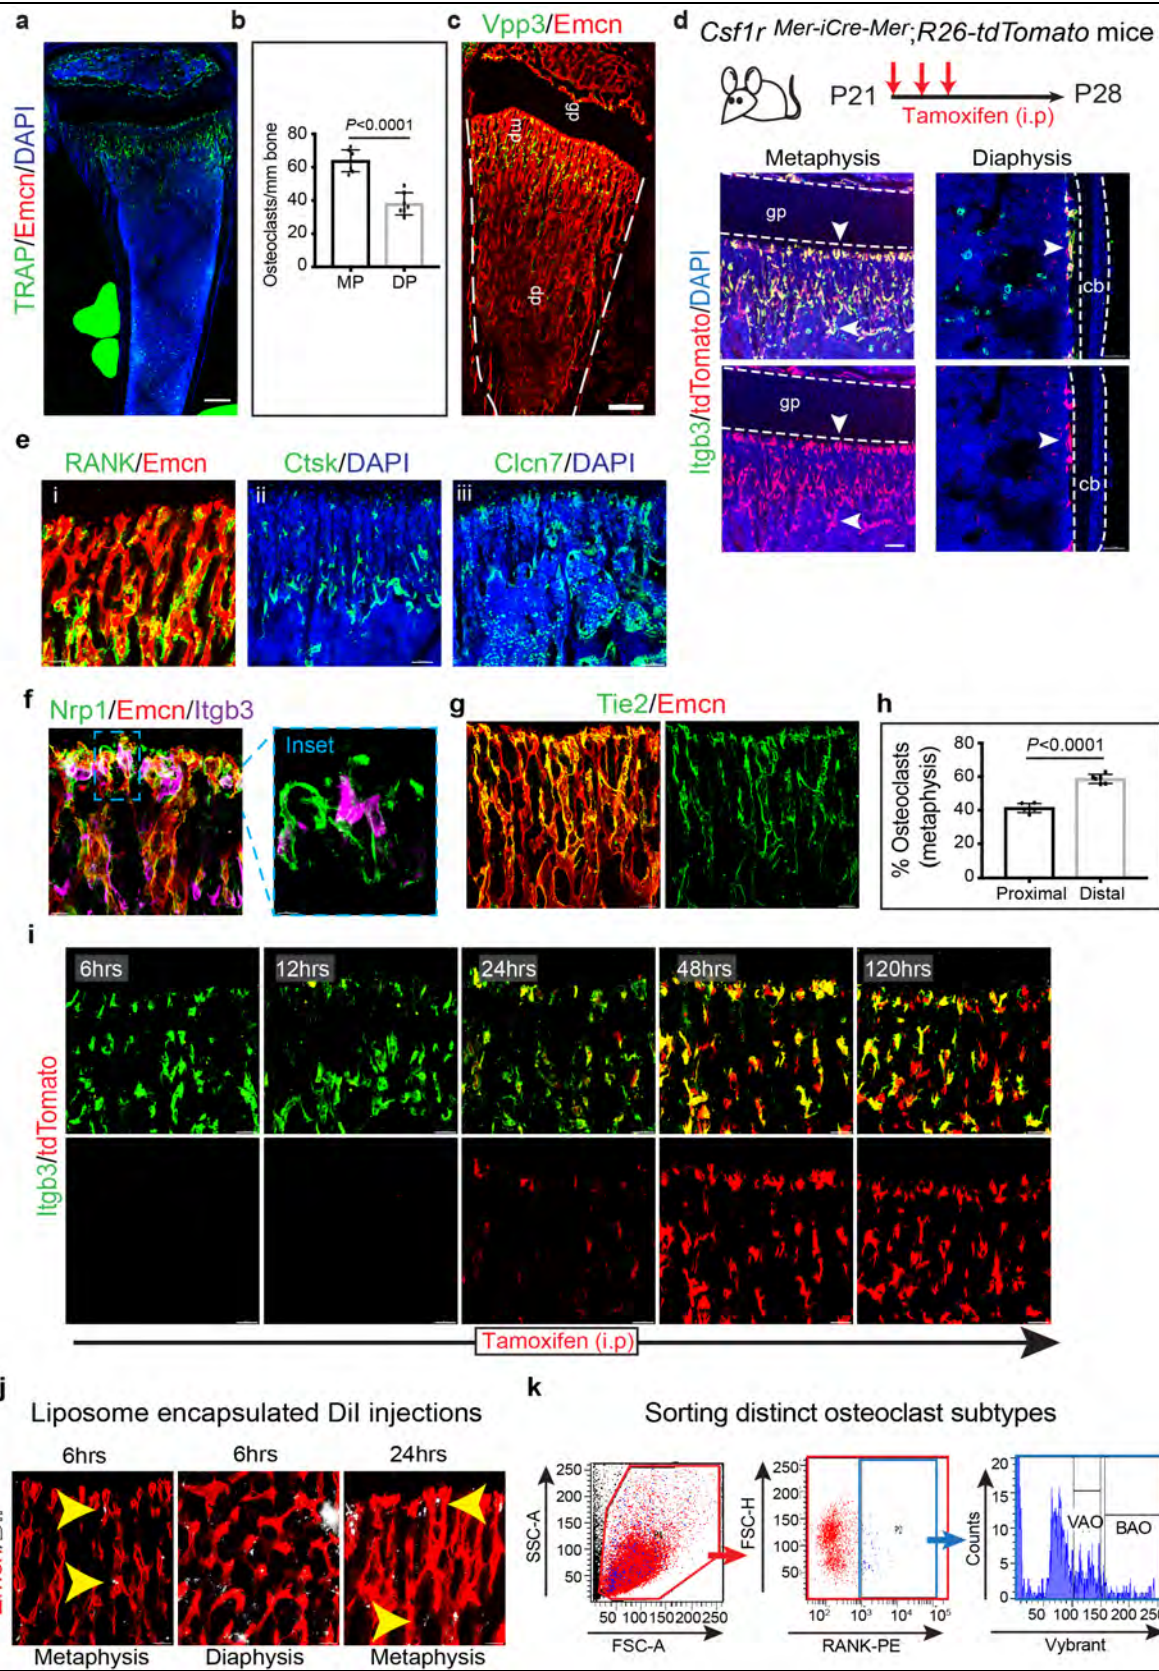 a
b
c
d
TRAP/Emcn/DAPI
Osteoclasts/mm bone
80
60
40
20
0
P<0.0001
MP DP
Vpp3/Emcn
gp
mp
dp
Csf1r Mer-iCre-Mer;R26-tdTomato mice
P21
P28
Tamoxifen (i.p)
Metaphysis
Diaphysis
Itgb3/tdTomato/DAPI
gp
cb
gp
cb
e
RANK/Emcn
Ctsk/DAPI
Clcn7/DAPI
i
ii
iii
f
Nrp1/Emcn/Itgb3
Inset
g
Tie2/Emcn
h
% Osteoclasts
(metaphysis)
80
60
40
20
0
P<0.0001
Proximal Distal
i
Itgb3/tdTomato
6hrs
12hrs
24hrs
48hrs
120hrs
Tamoxifen (i.p)
j
Liposome encapsulated DiI injections
6hrs
6hrs
24hrs
Metaphysis
Diaphysis
Metaphysis
k
Sorting distinct osteoclast subtypes
SSC-A
250
200
150
100
50
50 100 150 200 250
FSC-A
FSC-H
250
200
150
100
50
10² 10³ 10⁴ 10⁵
RANK-PE
Counts
20
15
10
5
0
VAO
BAO
50 100 150 200 250
Vybrant